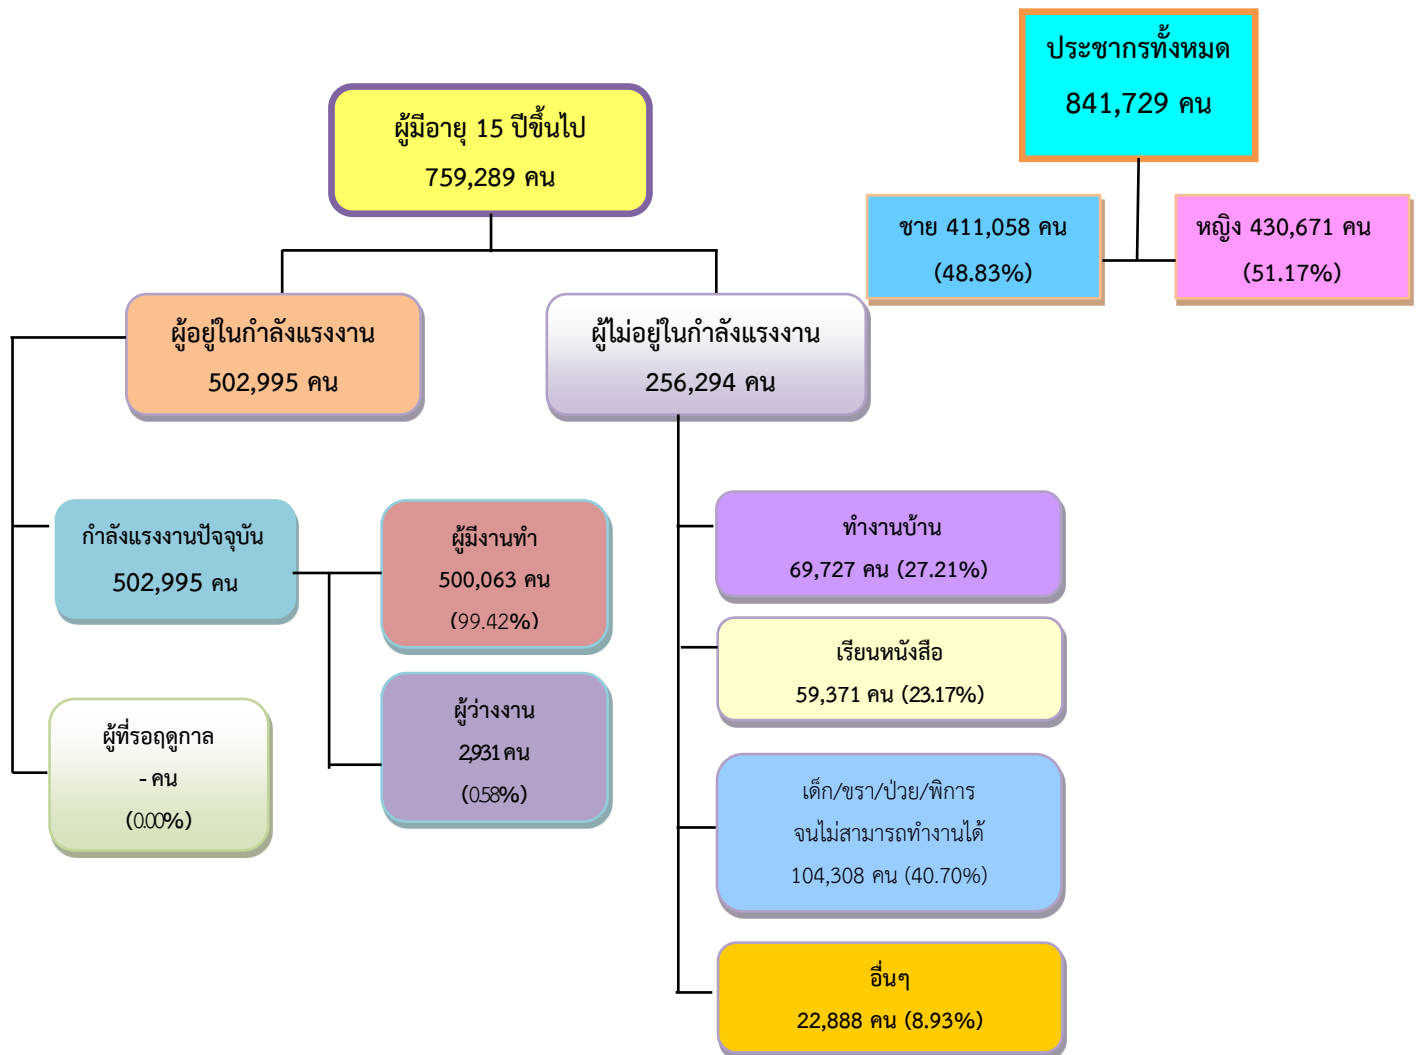 ประชากรทั้งหมด
841,729 คน
ชาย 411,058 คน
(48.83%)
หญิง 430,671 คน
(51.17%)
ผู้มีอายุ 15 ปีขึ้นไป
759,289 คน
ผู้อยู่ในกำลังแรงงาน
502,995 คน
ผู้ไม่อยู่ในกำลังแรงงาน
256,294 คน
กำลังแรงงานปัจจุบัน
502,995 คน
ผู้มีงานทำ
500,063 คน
(99.42%)
ผู้ว่างงาน
2,931 คน
(0.58%)
ผู้ที่รอฤดูกาล
- คน
(0.00%)
ทำงานบ้าน
69,727 คน (27.21%)
เรียนหนังสือ
59,371 คน (23.17%)
เด็ก/ชรา/ป่วย/พิการ
จนไม่สามารถทำงานได้
104,308 คน (40.70%)
อื่นๆ
22,888 คน (8.93%)